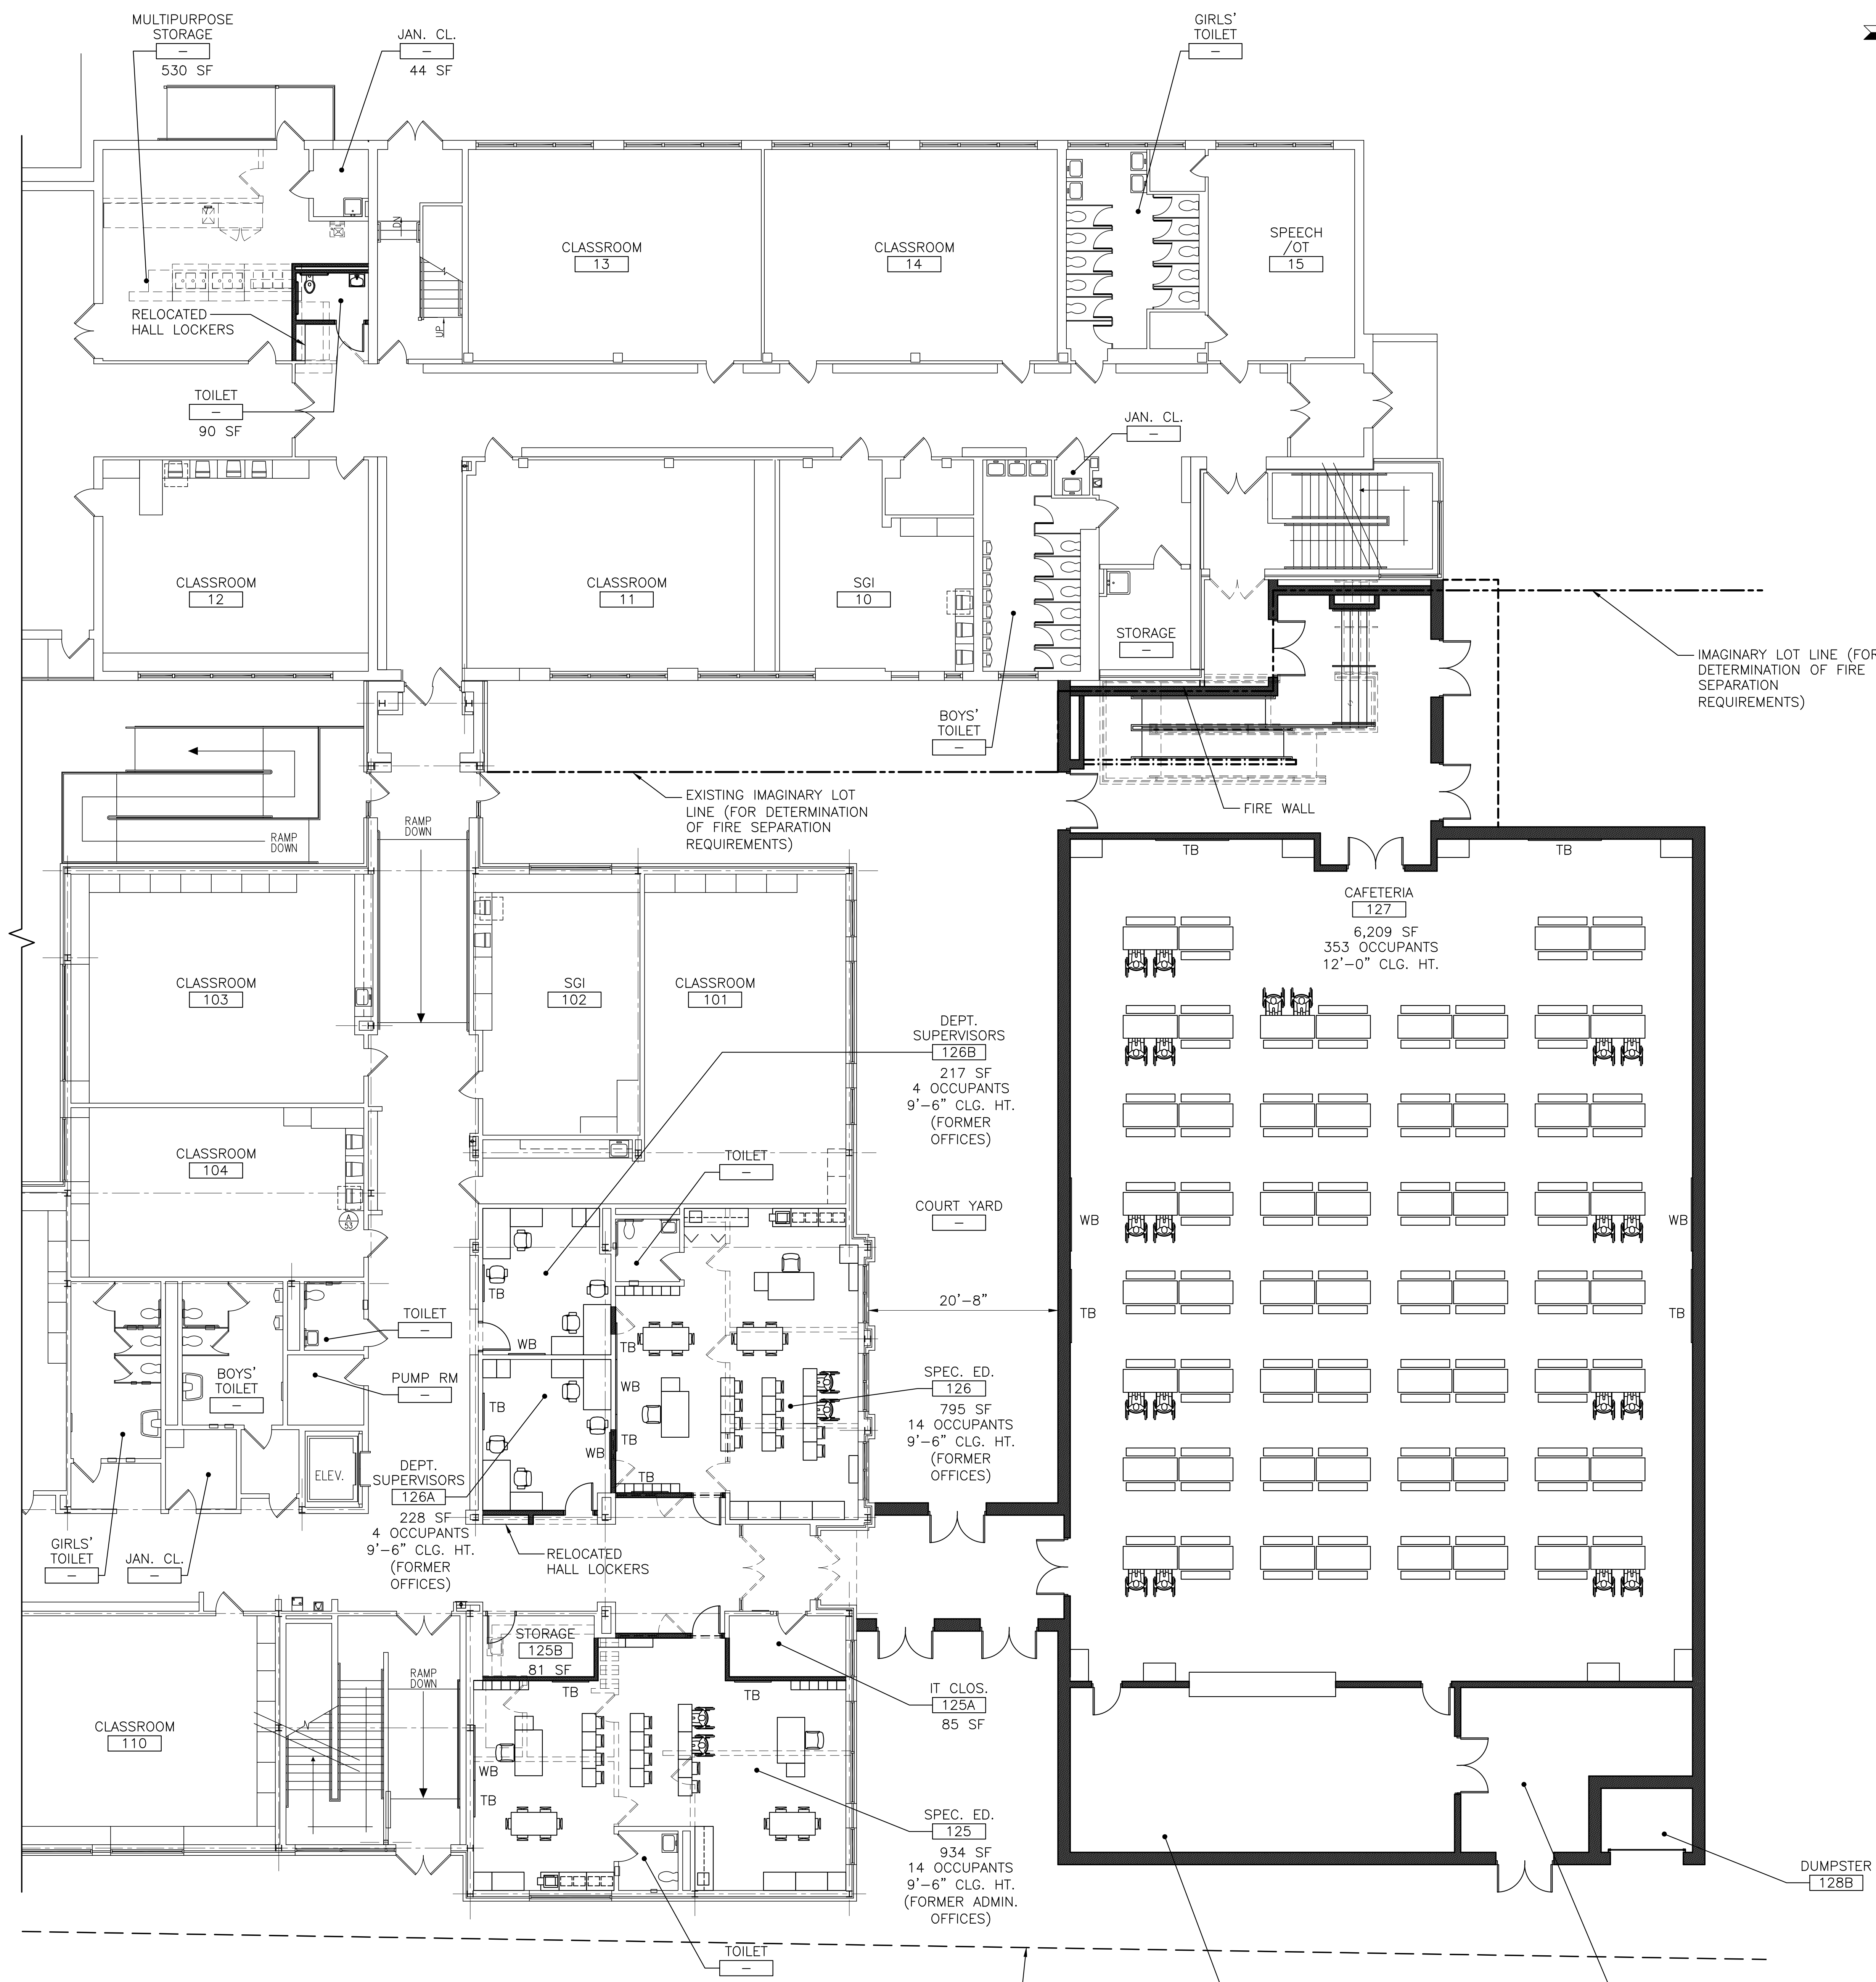 MULTIPURPOSE
STORAGE
–
530 SF
JAN. CL.
–
44 SF
GIRLS'
TOILET
–
DN
UP
CLASSROOM
13
CLASSROOM
14
SPEECH
/OT
15
RELOCATED
HALL LOCKERS
TOILET
–
90 SF
JAN. CL.
–
CLASSROOM
12
CLASSROOM
11
SGI
10
STORAGE
–
IMAGINARY LOT LINE (FOR
DETERMINATION OF FIRE
SEPARATION
REQUIREMENTS)
BOYS'
TOILET
–
EXISTING IMAGINARY LOT
LINE (FOR DETERMINATION
OF FIRE SEPARATION
REQUIREMENTS)
FIRE WALL
RAMP
DOWN
RAMP
DOWN
TB
TB
CAFETERIA
127
6,209 SF
353 OCCUPANTS
12'-0" CLG. HT.
CLASSROOM
103
SGI
102
CLASSROOM
101
DEPT.
SUPERVISORS
126B
217 SF
4 OCCUPANTS
9'-6" CLG. HT.
(FORMER
OFFICES)
CLASSROOM
104
A
53
TOILET
–
COURT YARD
–
WB
WB
TB
TB
20'-8"
TB
WB
TOILET
–
BOYS'
TOILET
–
PUMP RM
–
TB
WB
TB
WB
TB
TB
SPEC. ED.
126
795 SF
14 OCCUPANTS
9'-6" CLG. HT.
(FORMER
OFFICES)
ELEV.
DEPT.
SUPERVISORS
126A
228 SF
4 OCCUPANTS
9'-6" CLG. HT.
(FORMER
OFFICES)
GIRLS'
TOILET
–
JAN. CL.
–
RELOCATED
HALL LOCKERS
STORAGE
125B
81 SF
TB
TB
RAMP
DOWN
IT CLOS.
125A
85 SF
CLASSROOM
110
WB
TB
SPEC. ED.
125
934 SF
14 OCCUPANTS
9'-6" CLG. HT.
(FORMER ADMIN.
OFFICES)
DUMPSTER
128B
TOILET
–